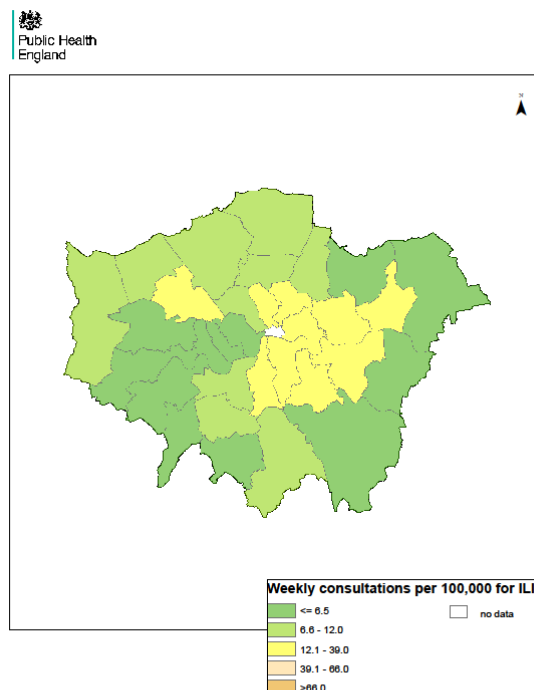 Public Health
England
N
Weekly consultations per 100,000 for ILI
<= 6.5
no data
6.6 - 12.0
12.1 - 39.0
39.1 - 66.0
>66.0